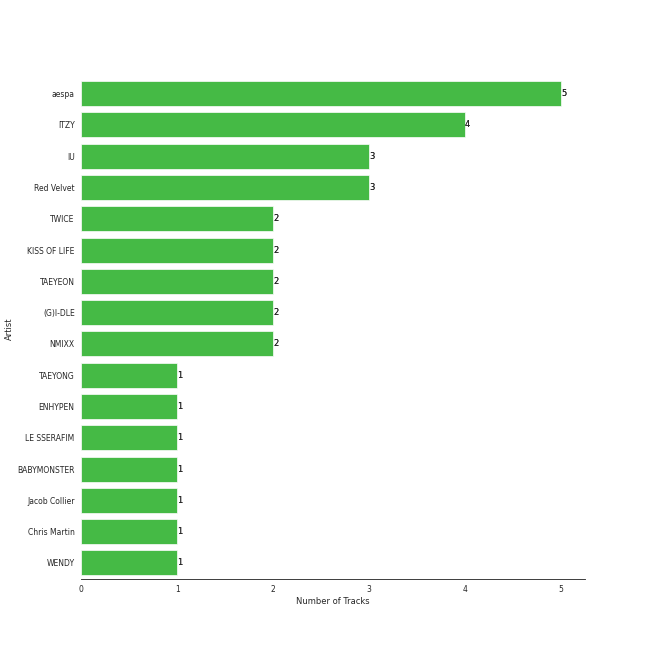 aespa 5
ITZY 4
IU 3
Red Velvet 3
TWICE 2
KISS OF LIFE 2
TAEYEON 2
(G)I-DLE 2
NMIXX 2
TAEYONG 1
ENHYPEN 1
LE SSERAFIM 1
BABYMONSTER 1
Jacob Collier 1
Chris Martin 1
WENDY 1
Artist
0 1 2 3 4 5
Number of Tracks